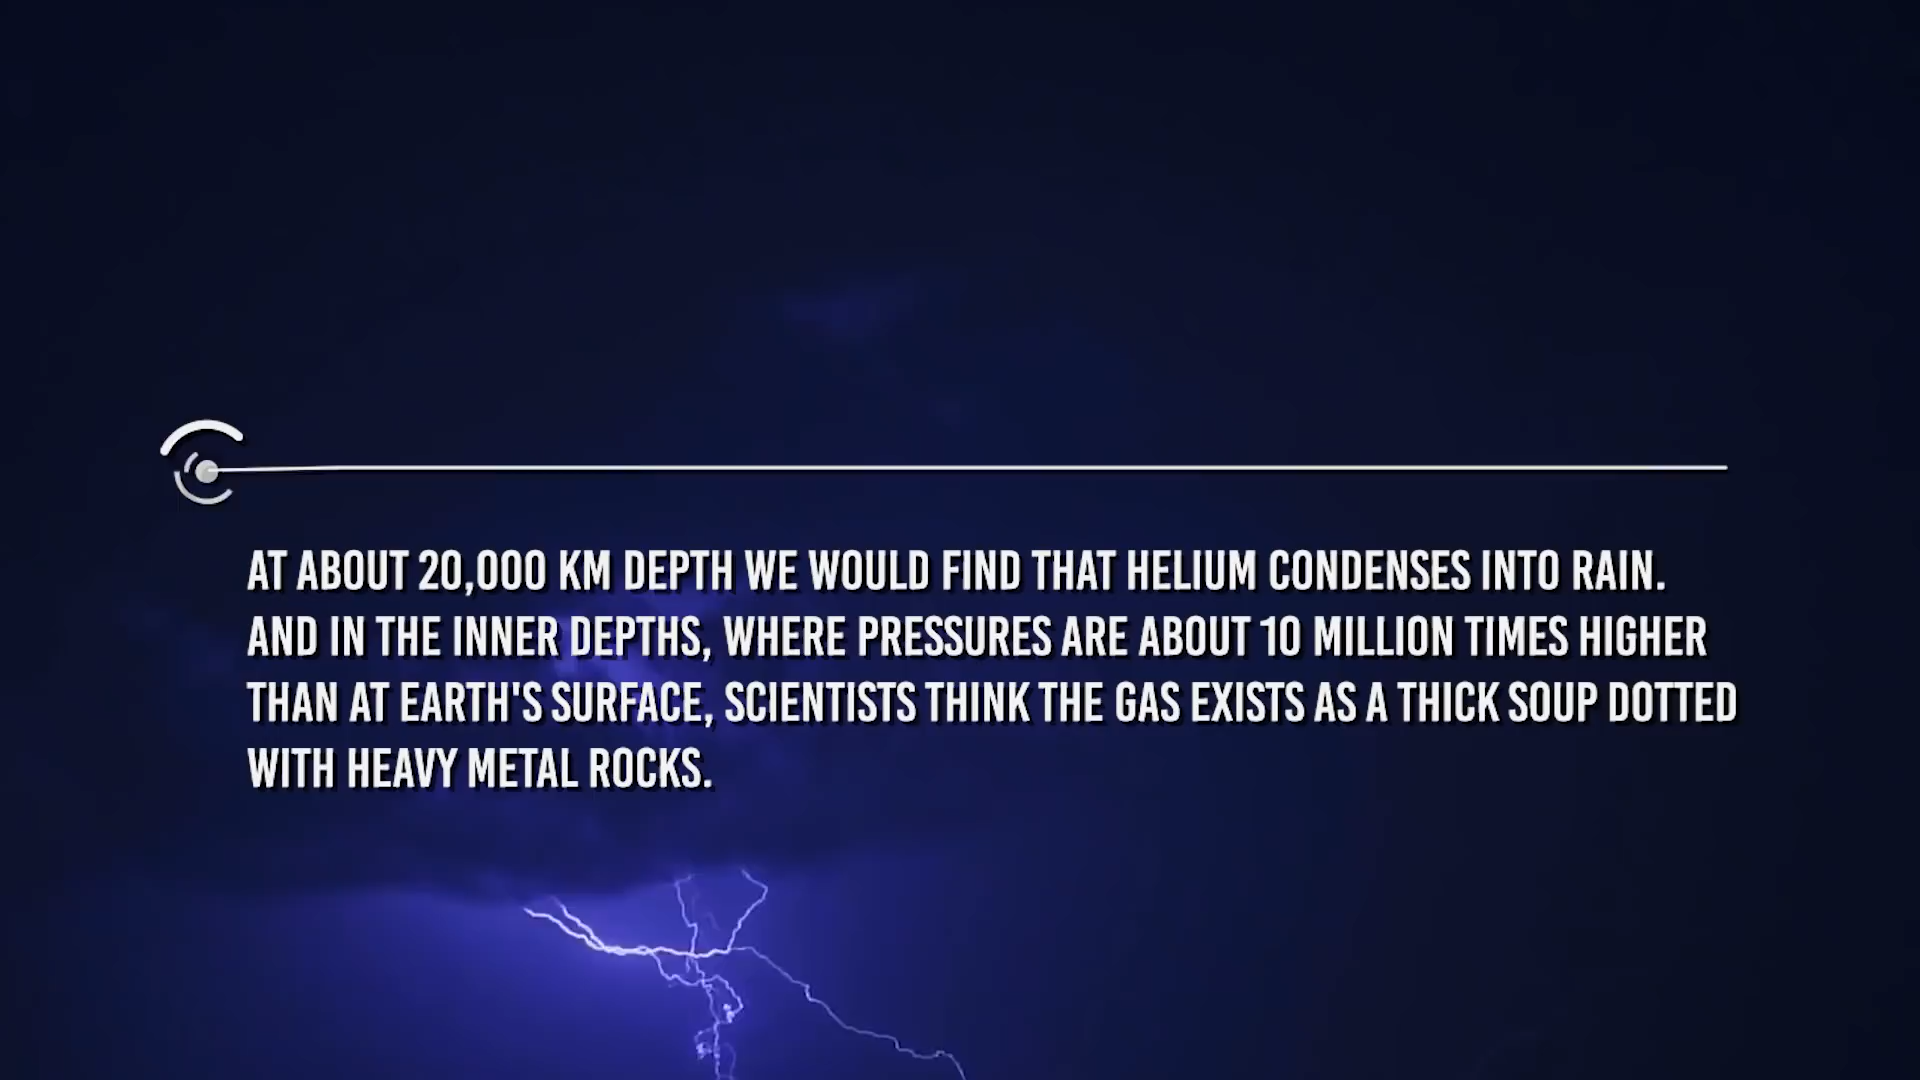 AT ABOUT 20,000 KM DEPTH WE WOULD FIND THAT HELIUM CONDENSES INTO RAIN.
AND IN THE INNER DEPTHS, WHERE PRESSURES ARE ABOUT 10 MILLION TIMES HIGHER
THAN AT EARTH'S SURFACE, SCIENTISTS THINK THE GAS EXISTS AS A THICK SOUP DOTTED
WITH HEAVY METAL ROCKS.